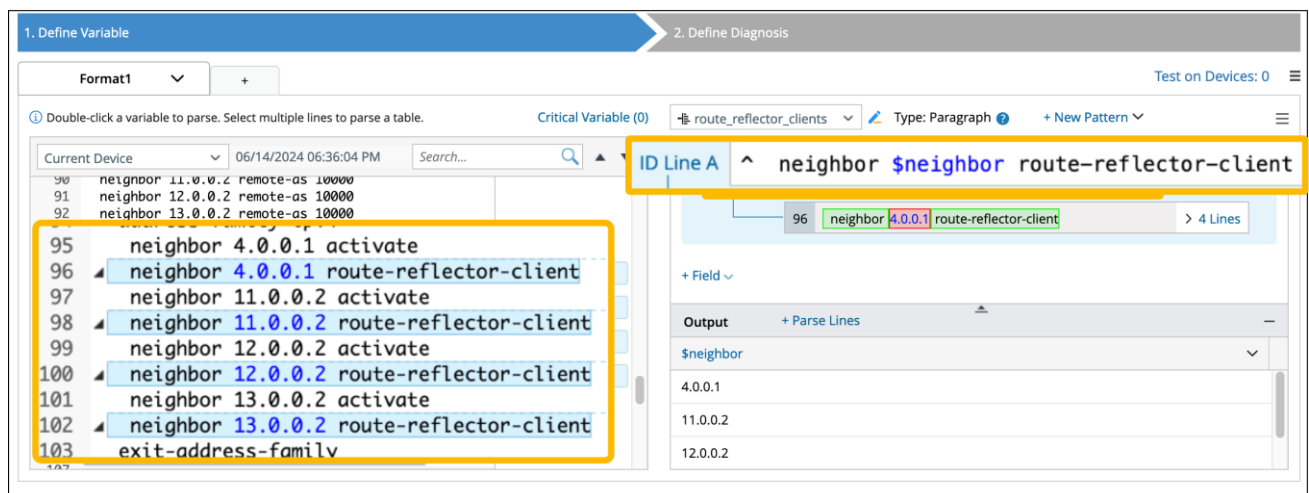 1. Define Variable
2. Define Diagnosis
Format1
+
Test on Devices: 0
Double-click a variable to parse. Select multiple lines to parse a table.
Critical Variable (0)
route_reflector_clients
Type: Paragraph
+ New Pattern
Current Device
06/14/2024 06:36:04 PM
Search...
ID Line A ^ neighbor $neighbor route-reflector-client
90 neighbor 11.0.0.2 remote-as 10000
91 neighbor 12.0.0.2 remote-as 10000
92 neighbor 13.0.0.2 remote-as 10000
95 neighbor 4.0.0.1 activate
96 neighbor 4.0.0.1 route-reflector-client
97 neighbor 11.0.0.2 activate
98 neighbor 11.0.0.2 route-reflector-client
99 neighbor 12.0.0.2 activate
100 neighbor 12.0.0.2 route-reflector-client
101 neighbor 13.0.0.2 activate
102 neighbor 13.0.0.2 route-reflector-client
103 exit-address-family
96 neighbor 4.0.0.1 route-reflector-client
> 4 Lines
+ Field
Output
+ Parse Lines
$neighbor
4.0.0.1
11.0.0.2
12.0.0.2